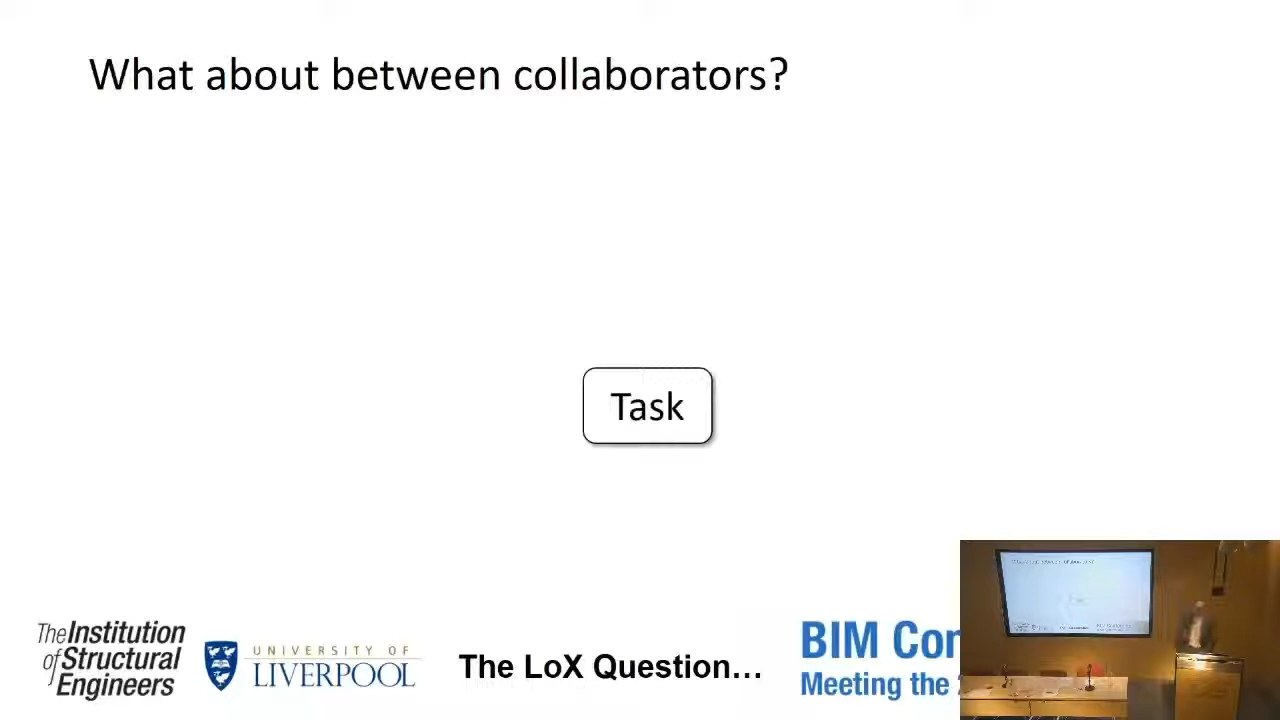 What about between collaborators?
Task
The Institution
of Structural
Engineers
UNIVERSITY OF
LIVERPOOL
The LoX Question...
BIM Con
Meeting the